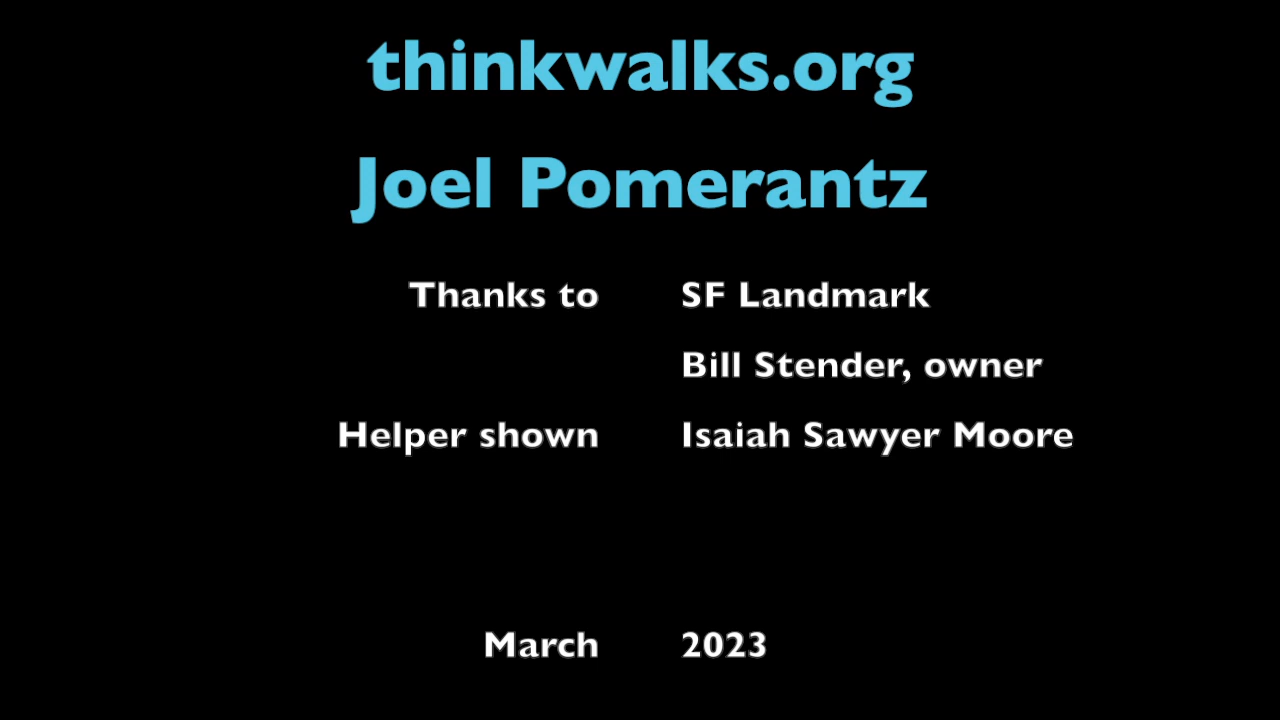 thinkwalks.org
Joel Pomerantz
Thanks to SF Landmark
Bill Stender, owner
Helper shown Isaiah Sawyer Moore
March 2023